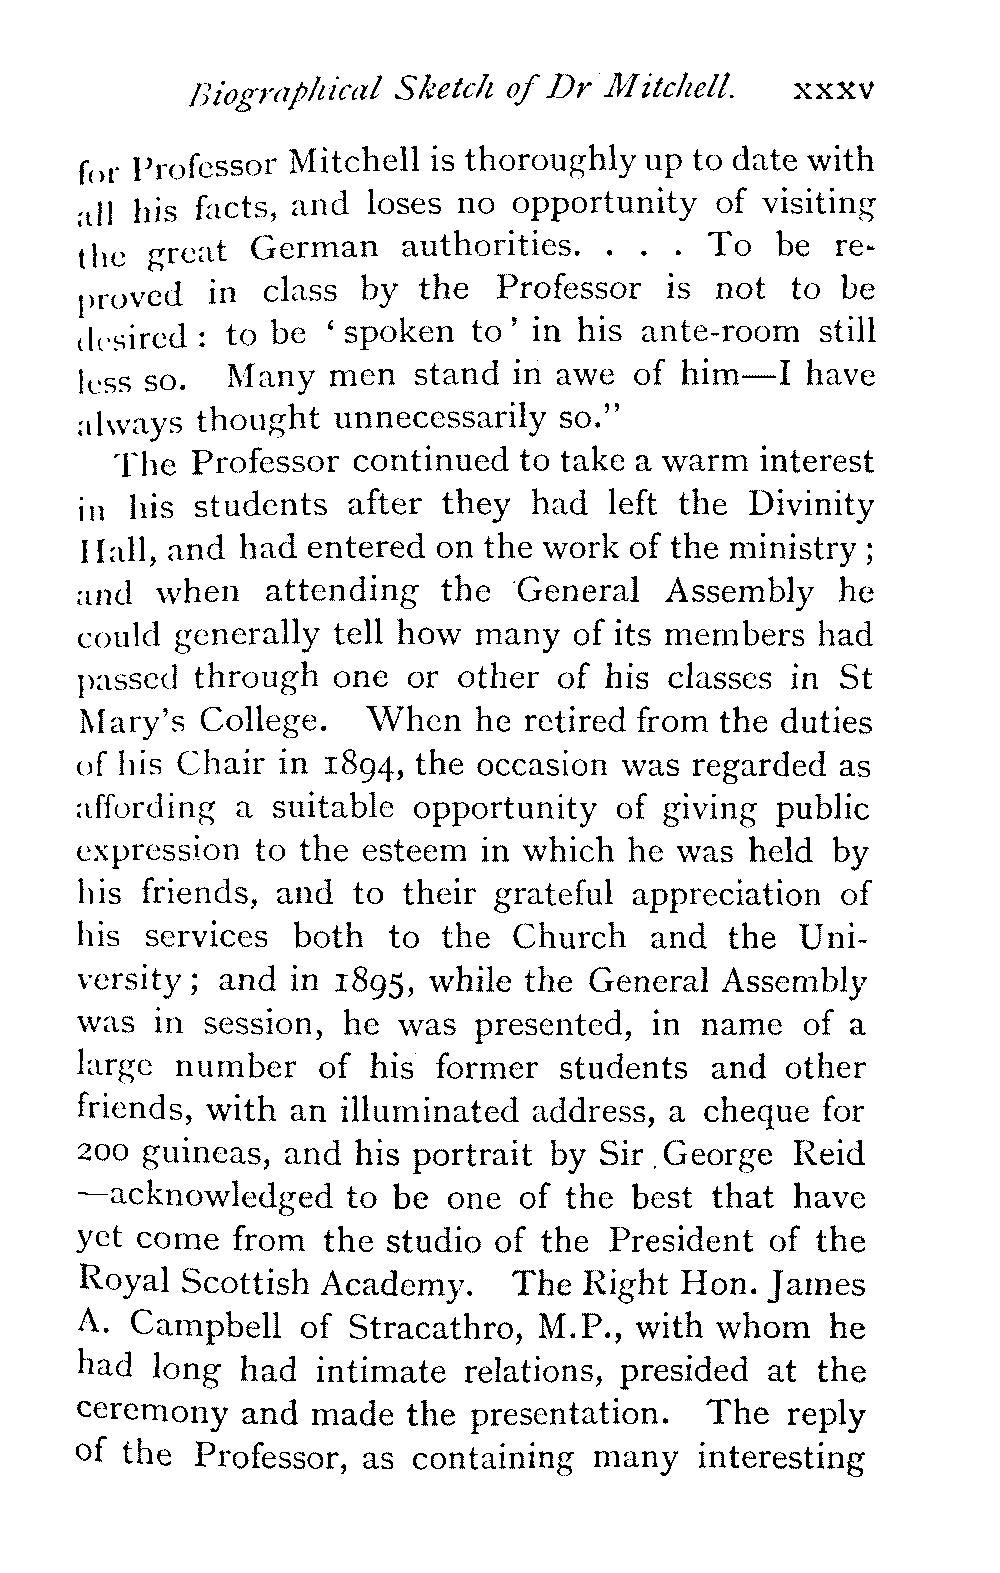 Biographical Sketch of Dr Mitchell. xxxv
for Professor Mitchell is thoroughly up to date with
all his facts, and loses no opportunity of visiting
the great German authorities. . . . To be re-
proved in class by the Professor is not to be
desired : to be ‘ spoken to ’ in his ante-room still
less so. Many men stand in awe of him—I have
always thought unnecessarily so.”
The Professor continued to take a warm interest
in his students after they had left the Divinity
Hall, and had entered on the work of the ministry ;
and when attending the General Assembly he
could generally tell how many of its members had
passed through one or other of his classes in St
Mary’s College. When he retired from the duties
of his Chair in 1894, the occasion was regarded as
affording a suitable opportunity of giving public
expression to the esteem in which he was held by
his friends, and to their grateful appreciation of
his services both to the Church and the Uni-
versity ; and in 1895, while the General Assembly
was in session, he was presented, in name of a
large number of his former students and other
friends, with an illuminated address, a cheque for
200 guineas, and his portrait by Sir George Reid
—acknowledged to be one of the best that have
yet come from the studio of the President of the
Royal Scottish Academy. The Right Hon. James
A. Campbell of Stracathro, M.P., with whom he
had long had intimate relations, presided at the
ceremony and made the presentation. The reply
of the Professor, as containing many interesting